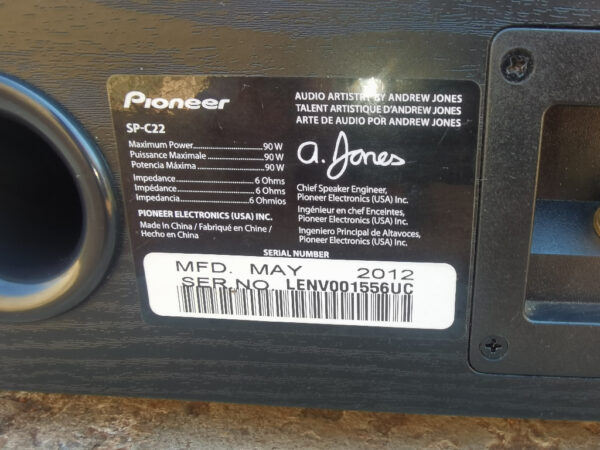 Pioneer
SP-C22
Maximum Power..................90 W
Puissance Maximale............90 W
Potencia Máxima.................90 W
Impedance......................6 Ohms
Impédance......................6 Ohms
Impedancia.....................6 Ohmios
PIONEER ELECTRONICS (USA) INC.
Made in China / Fabriqué en Chine /
Hecho en China
AUDIO ARTISTRY BY ANDREW JONES
TALENT ARTISTIQUE D'ANDREW JONES
ARTE DE AUDIO POR ANDREW JONES
a. Jones
Chief Speaker Engineer,
Pioneer Electronics (USA) Inc.
Ingénieur en chef Enceintes,
Pioneer Electronics (USA) Inc.
Ingeniero Principal de Altavoces,
Pioneer Electronics (USA) Inc.
SERIAL NUMBER
MFD. MAY 2012
SER.NO. LENV001556UC